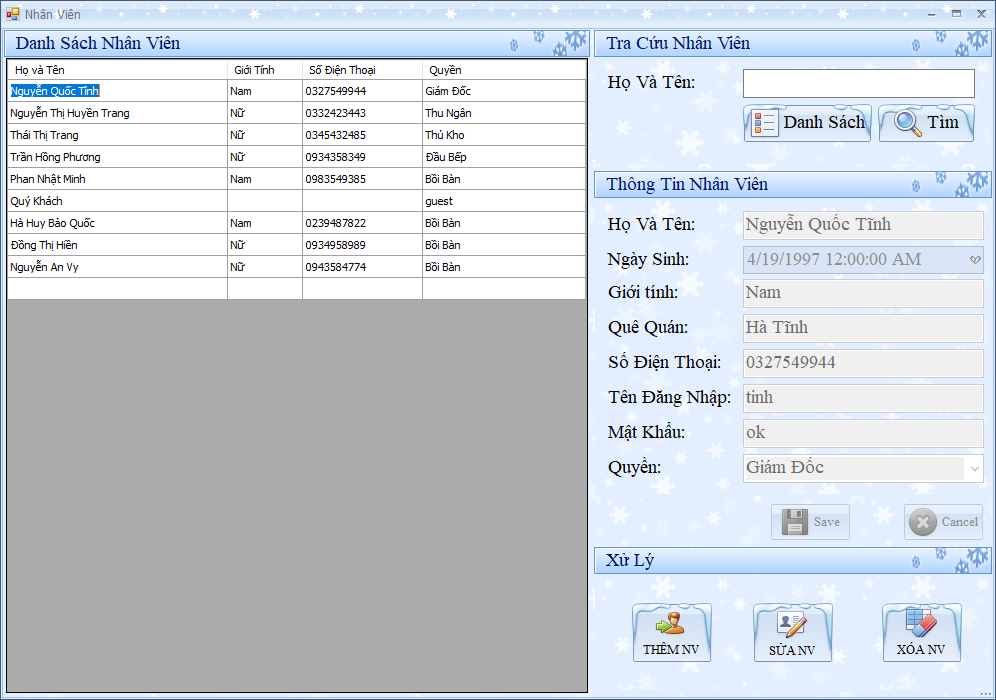 Nhân Viên
Danh Sách Nhân Viên
Họ và Tên Giới Tính Số Điện Thoại Quyền
Nguyễn Quốc Tĩnh Nam 0327549944 Giám Đốc
Nguyễn Thị Huyền Trang Nữ 0332423443 Thu Ngân
Thái Thị Trang Nữ 0345432485 Thủ Kho
Trần Hồng Phương Nữ 0934358349 Đầu Bếp
Phan Nhật Minh Nam 0983549385 Bồi Bàn
Quý Khách guest
Hà Huy Bảo Quốc Nam 0239487822 Bồi Bàn
Đồng Thị Hiền Nữ 0934958989 Bồi Bàn
Nguyễn An Vy Nữ 0943584774 Bồi Bàn
Tra Cứu Nhân Viên
Họ Và Tên:
Danh Sách Tìm
Thông Tin Nhân Viên
Họ Và Tên: Nguyễn Quốc Tĩnh
Ngày Sinh: 4/19/1997 12:00:00 AM
Giới tính: Nam
Quê Quán: Hà Tĩnh
Số Điện Thoại: 0327549944
Tên Đăng Nhập: tinh
Mật Khẩu: ok
Quyền: Giám Đốc
Save Cancel
Xử Lý
THÊM NV SỬA NV XÓA NV